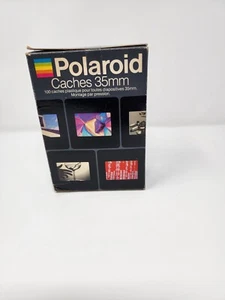 Polaroid
Caches 35mm
100 caches plastique pour toutes diapositives 35mm.
Montage par pression.